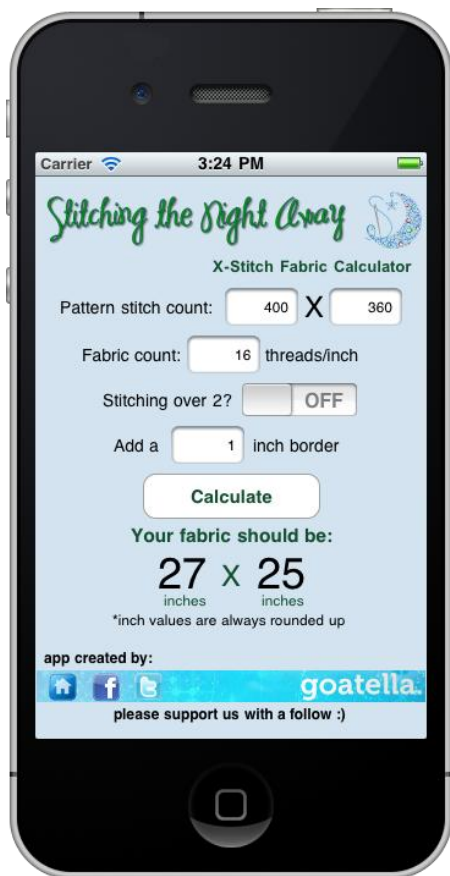 Carrier 3:24 PM
Stitching the Night Away
X-Stitch Fabric Calculator
Pattern stitch count: 400 X 360
Fabric count: 16 threads/inch
Stitching over 2? OFF
Add a 1 inch border
Calculate
Your fabric should be:
27 x 25
inches inches
*inch values are always rounded up
app created by:
f t goatella.
please support us with a follow :)